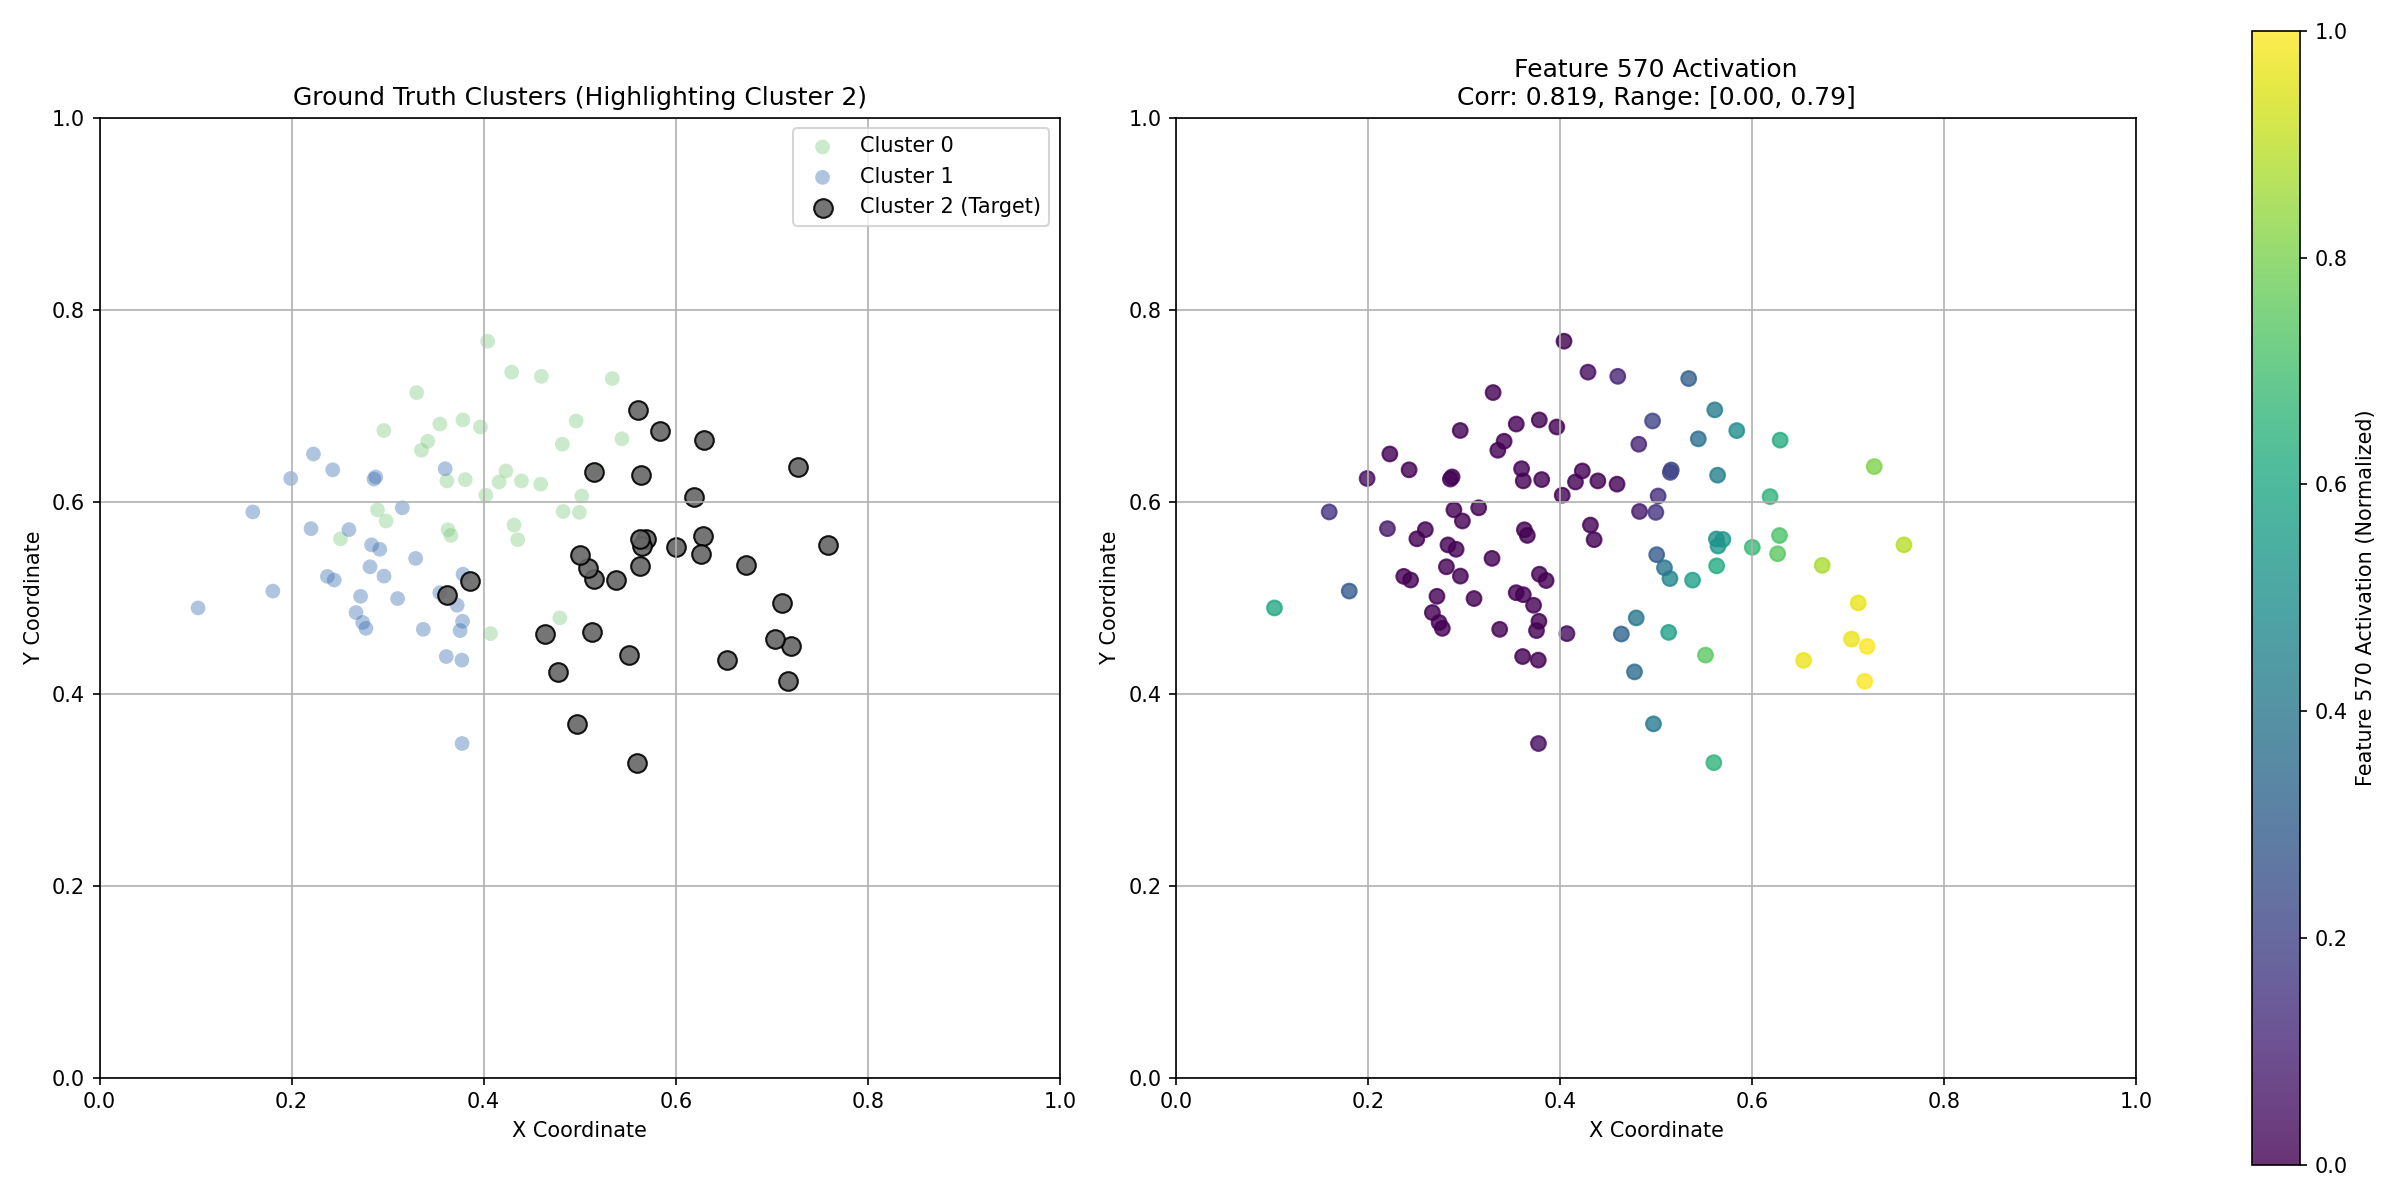 Ground Truth Clusters (Highlighting Cluster 2)
Cluster 0
Cluster 1
Cluster 2 (Target)
Y Coordinate
1.0
0.8
0.6
0.4
0.2
0.0
0.0 0.2 0.4 0.6 0.8 1.0
X Coordinate
Feature 570 Activation
Corr: 0.819, Range: [0.00, 0.79]
Y Coordinate
1.0
0.8
0.6
0.4
0.2
0.0
0.0 0.2 0.4 0.6 0.8 1.0
X Coordinate
1.0
0.8
0.6
0.4
0.2
0.0
Feature 570 Activation (Normalized)